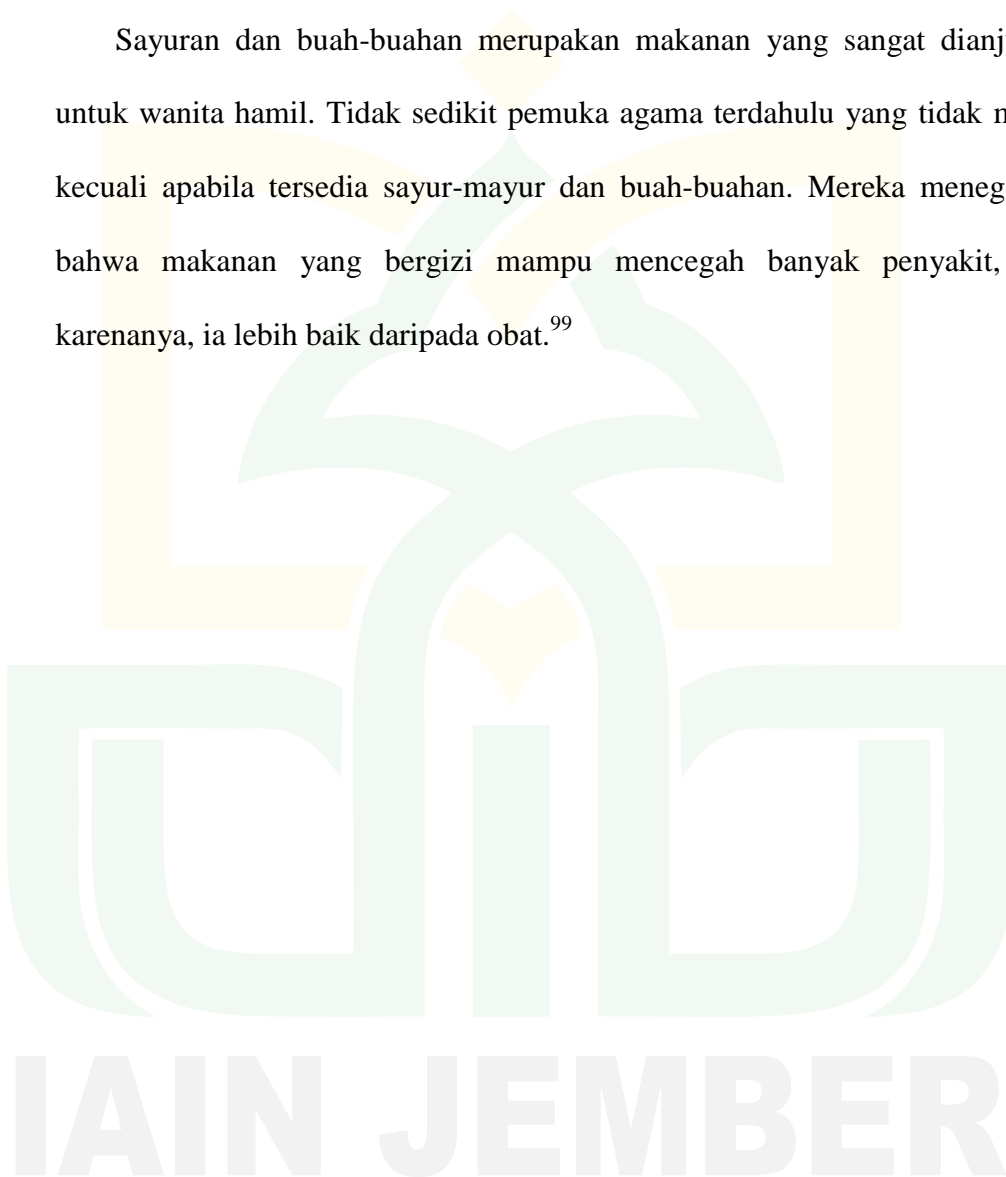 Sayuran dan buah-buahan merupakan makanan yang sangat dianj
untuk wanita hamil. Tidak sedikit pemuka agama terdahulu yang tidak
kecuali apabila tersedia sayur-mayur dan buah-buahan. Mereka meneg
bahwa makanan yang bergizi mampu mencegah banyak penyakit,
karenanya, ia lebih baik daripada obat.99
IAIN JEMBER